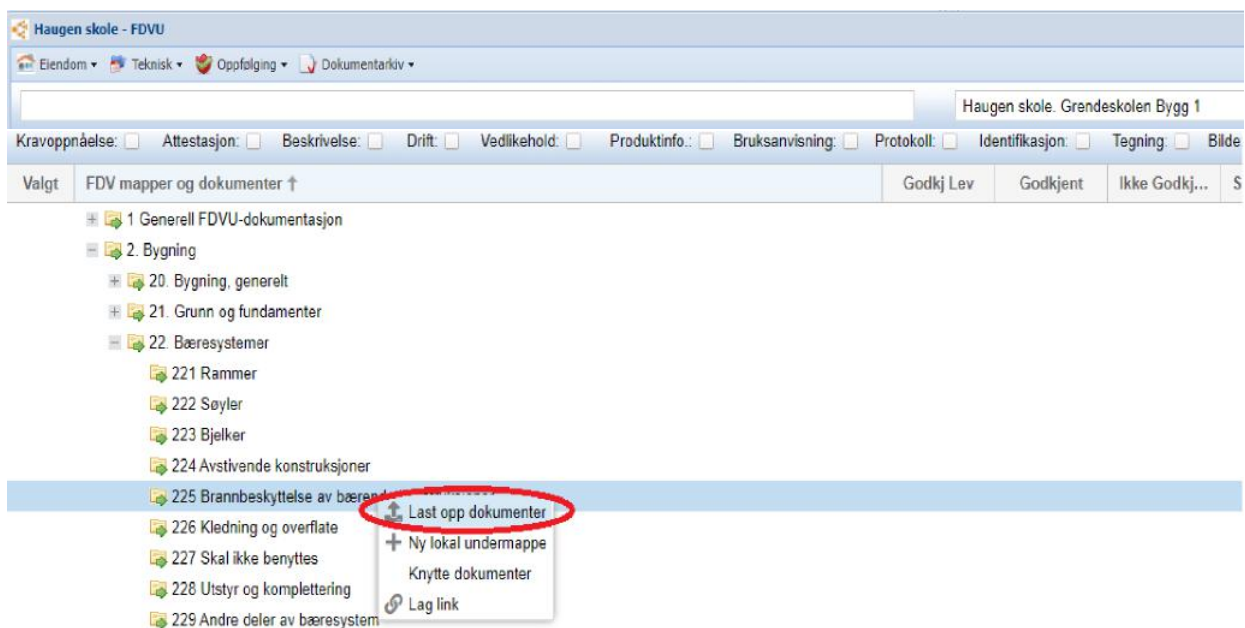 Haugen skole - FDVU
Eiendom Teknisk Oppfølging Dokumentarkiv
Haugen skole. Grendeskolen Bygg 1
Kravoppnåelse: Attestasjon: Beskrivelse: Drift: Vedlikehold: Produktinfo.: Bruksanvisning: Protokoll: Identifikasjon: Tegning: Bilde
Valgt FDV mapper og dokumenter ↑ Godkj Lev Godkjent Ikke Godkj... S
1 Generell FDVU-dokumentasjon
2. Bygning
20. Bygning, generelt
21. Grunn og fundamenter
22. Bæresystemer
221 Rammer
222 Søyler
223 Bjelker
224 Avstivende konstruksjoner
225 Brannbeskyttelse av bærend
Last opp dokumenter
226 Kledning og overflate
Ny lokal undermappe
227 Skal ikke benyttes
Knytte dokumenter
228 Utstyr og komplettering
Lag link
229 Andre deler av bæresystem